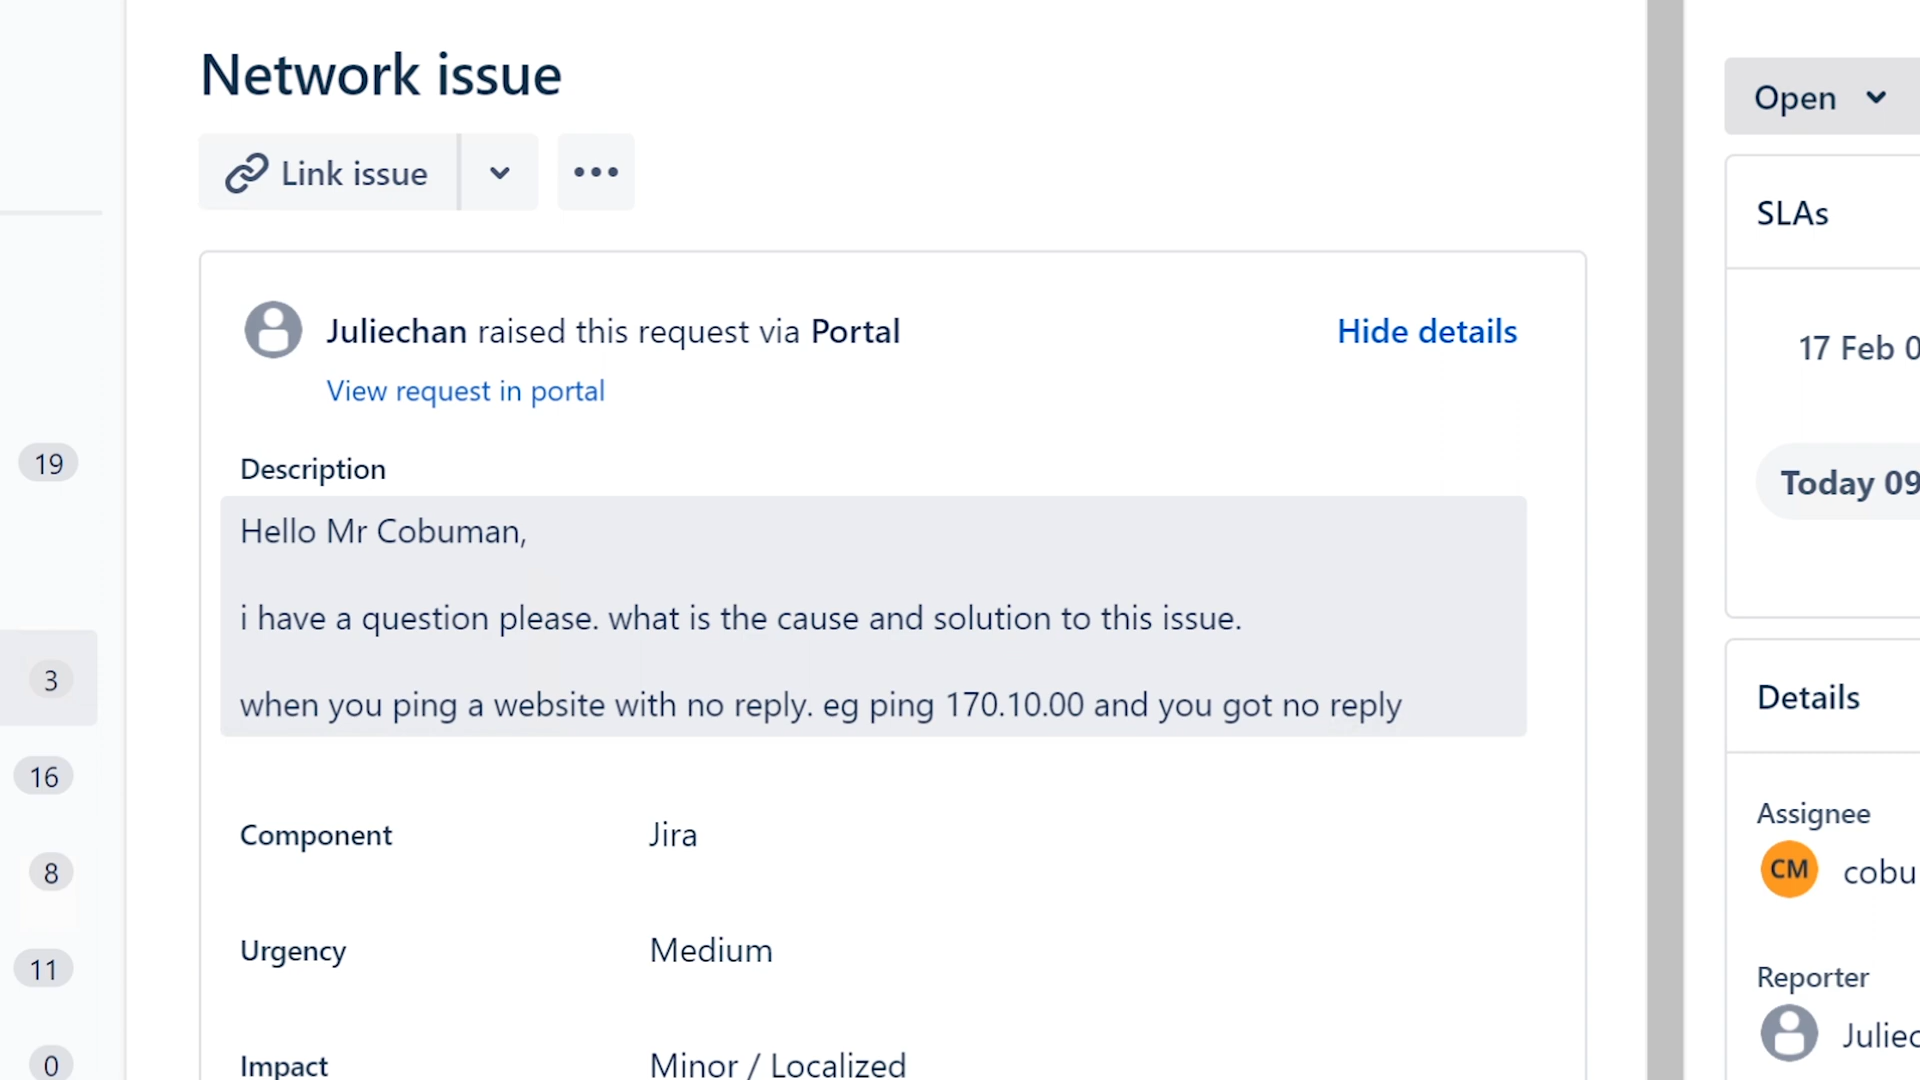 Network issue
Open
Link issue
SLAs
Juliechan raised this request via Portal
Hide details
View request in portal
17 Feb 0
19
Description
Today 09
Hello Mr Cobuman,
i have a question please. what is the cause and solution to this issue.
when you ping a website with no reply. eg ping 170.10.00 and you got no reply
3
Details
16
Component Jira
Assignee
8
CM cobu
Urgency Medium
11
Reporter
Juliec
0
Impact Minor / Localized